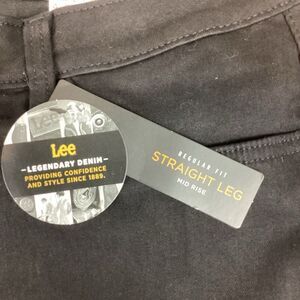 Lee
–LEGENDARY DENIM–
PROVIDING CONFIDENCE
AND STYLE SINCE 1889.
REGULAR FIT
STRAIGHT LEG
MID RISE